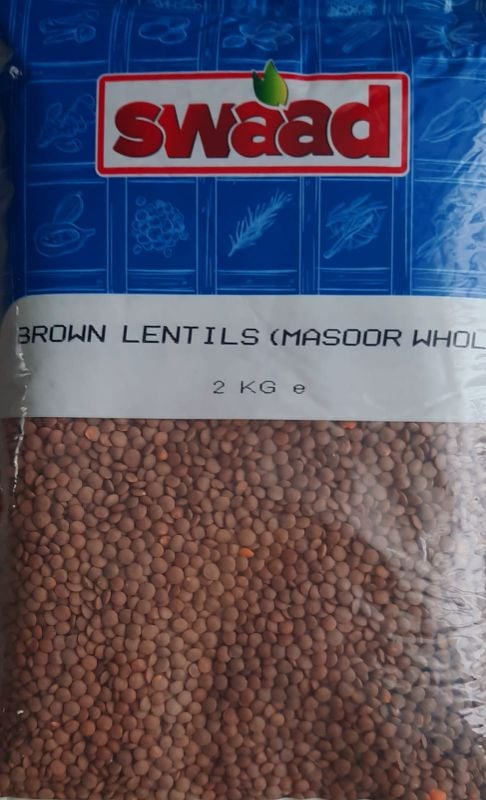 swaad
BROWN LENTILS (MASOOR WHOL
2 KG e